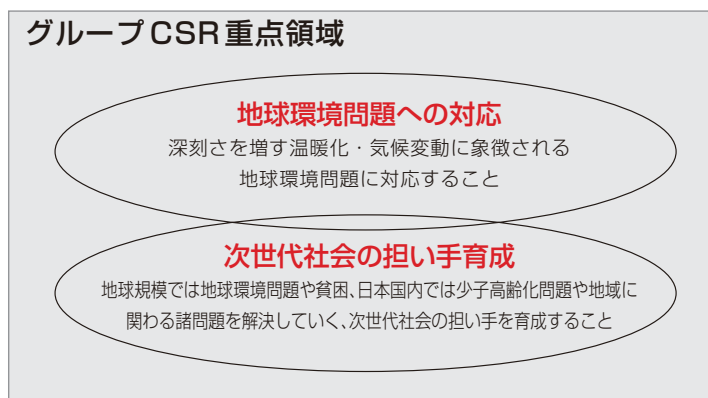 グループCSR重点領域
地球環境問題への対応
深刻さを増す温暖化・気候変動に象徴される
地球環境問題に対応すること
次世代社会の担い手育成
地球規模では地球環境問題や貧困、日本国内では少子高齢化問題や地域に
関わる諸問題を解決していく、次世代社会の担い手を育成すること